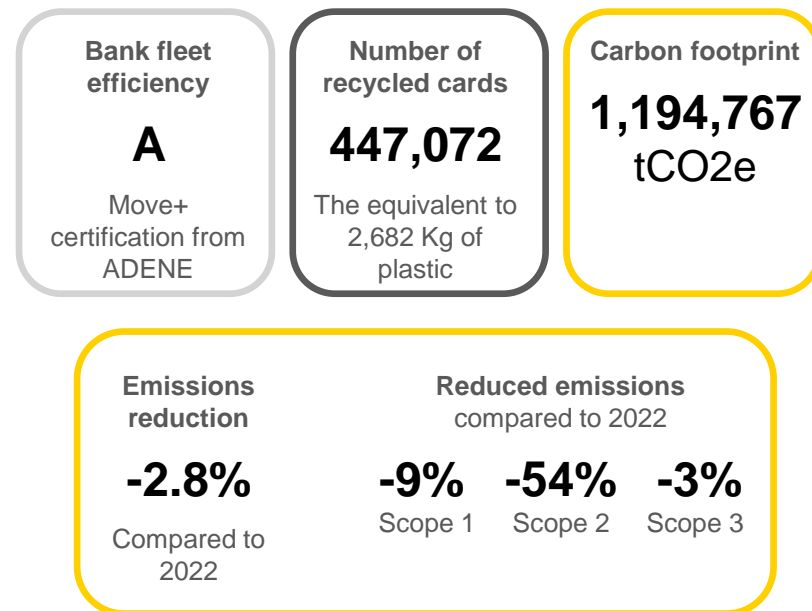 Bank fleet
efficiency
A
Move+
certification from
ADENE
Number of
recycled cards
447,072
The equivalent to
2,682 Kg of
plastic
Carbon footprint
1,194,767
tCO2e
Emissions
reduction
-2.8%
Compared to
2022
Reduced emissions
compared to 2022
-9% -54% -3%
Scope 1 Scope 2 Scope 3